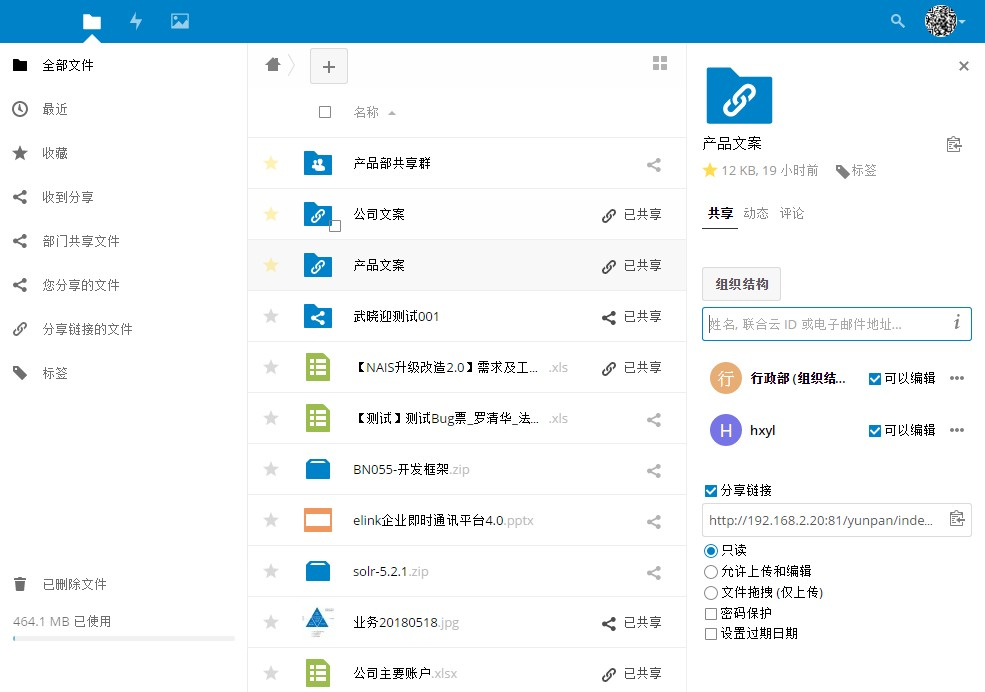 全部文件
最近
收藏
收到分享
部门共享文件
您分享的文件
分享链接的文件
标签
已删除文件
464.1 MB 已使用
名称
产品部共享群
公司文案 已共享
产品文案 已共享
武晓迎测试001 已共享
【NAIS升级改造2.0】需求及工... .xls 已共享
【测试】测试Bug票_罗清华_法... .xls
BN055-开发框架.zip
elink企业即时通讯平台4.0.pptx
solr-5.2.1.zip
业务20180518.jpg 已共享
公司主要账户.xlsx 已共享
产品文案
12 KB, 19 小时前 标签
共享 动态 评论
组织结构
姓名, 联合云 ID 或电子邮件地址...
行 行政部 (组织结... 可以编辑
H hxyl 可以编辑
分享链接
http://192.168.2.20:81/yunpan/inde...
只读
允许上传和编辑
文件拖拽 (仅上传)
密码保护
设置过期日期